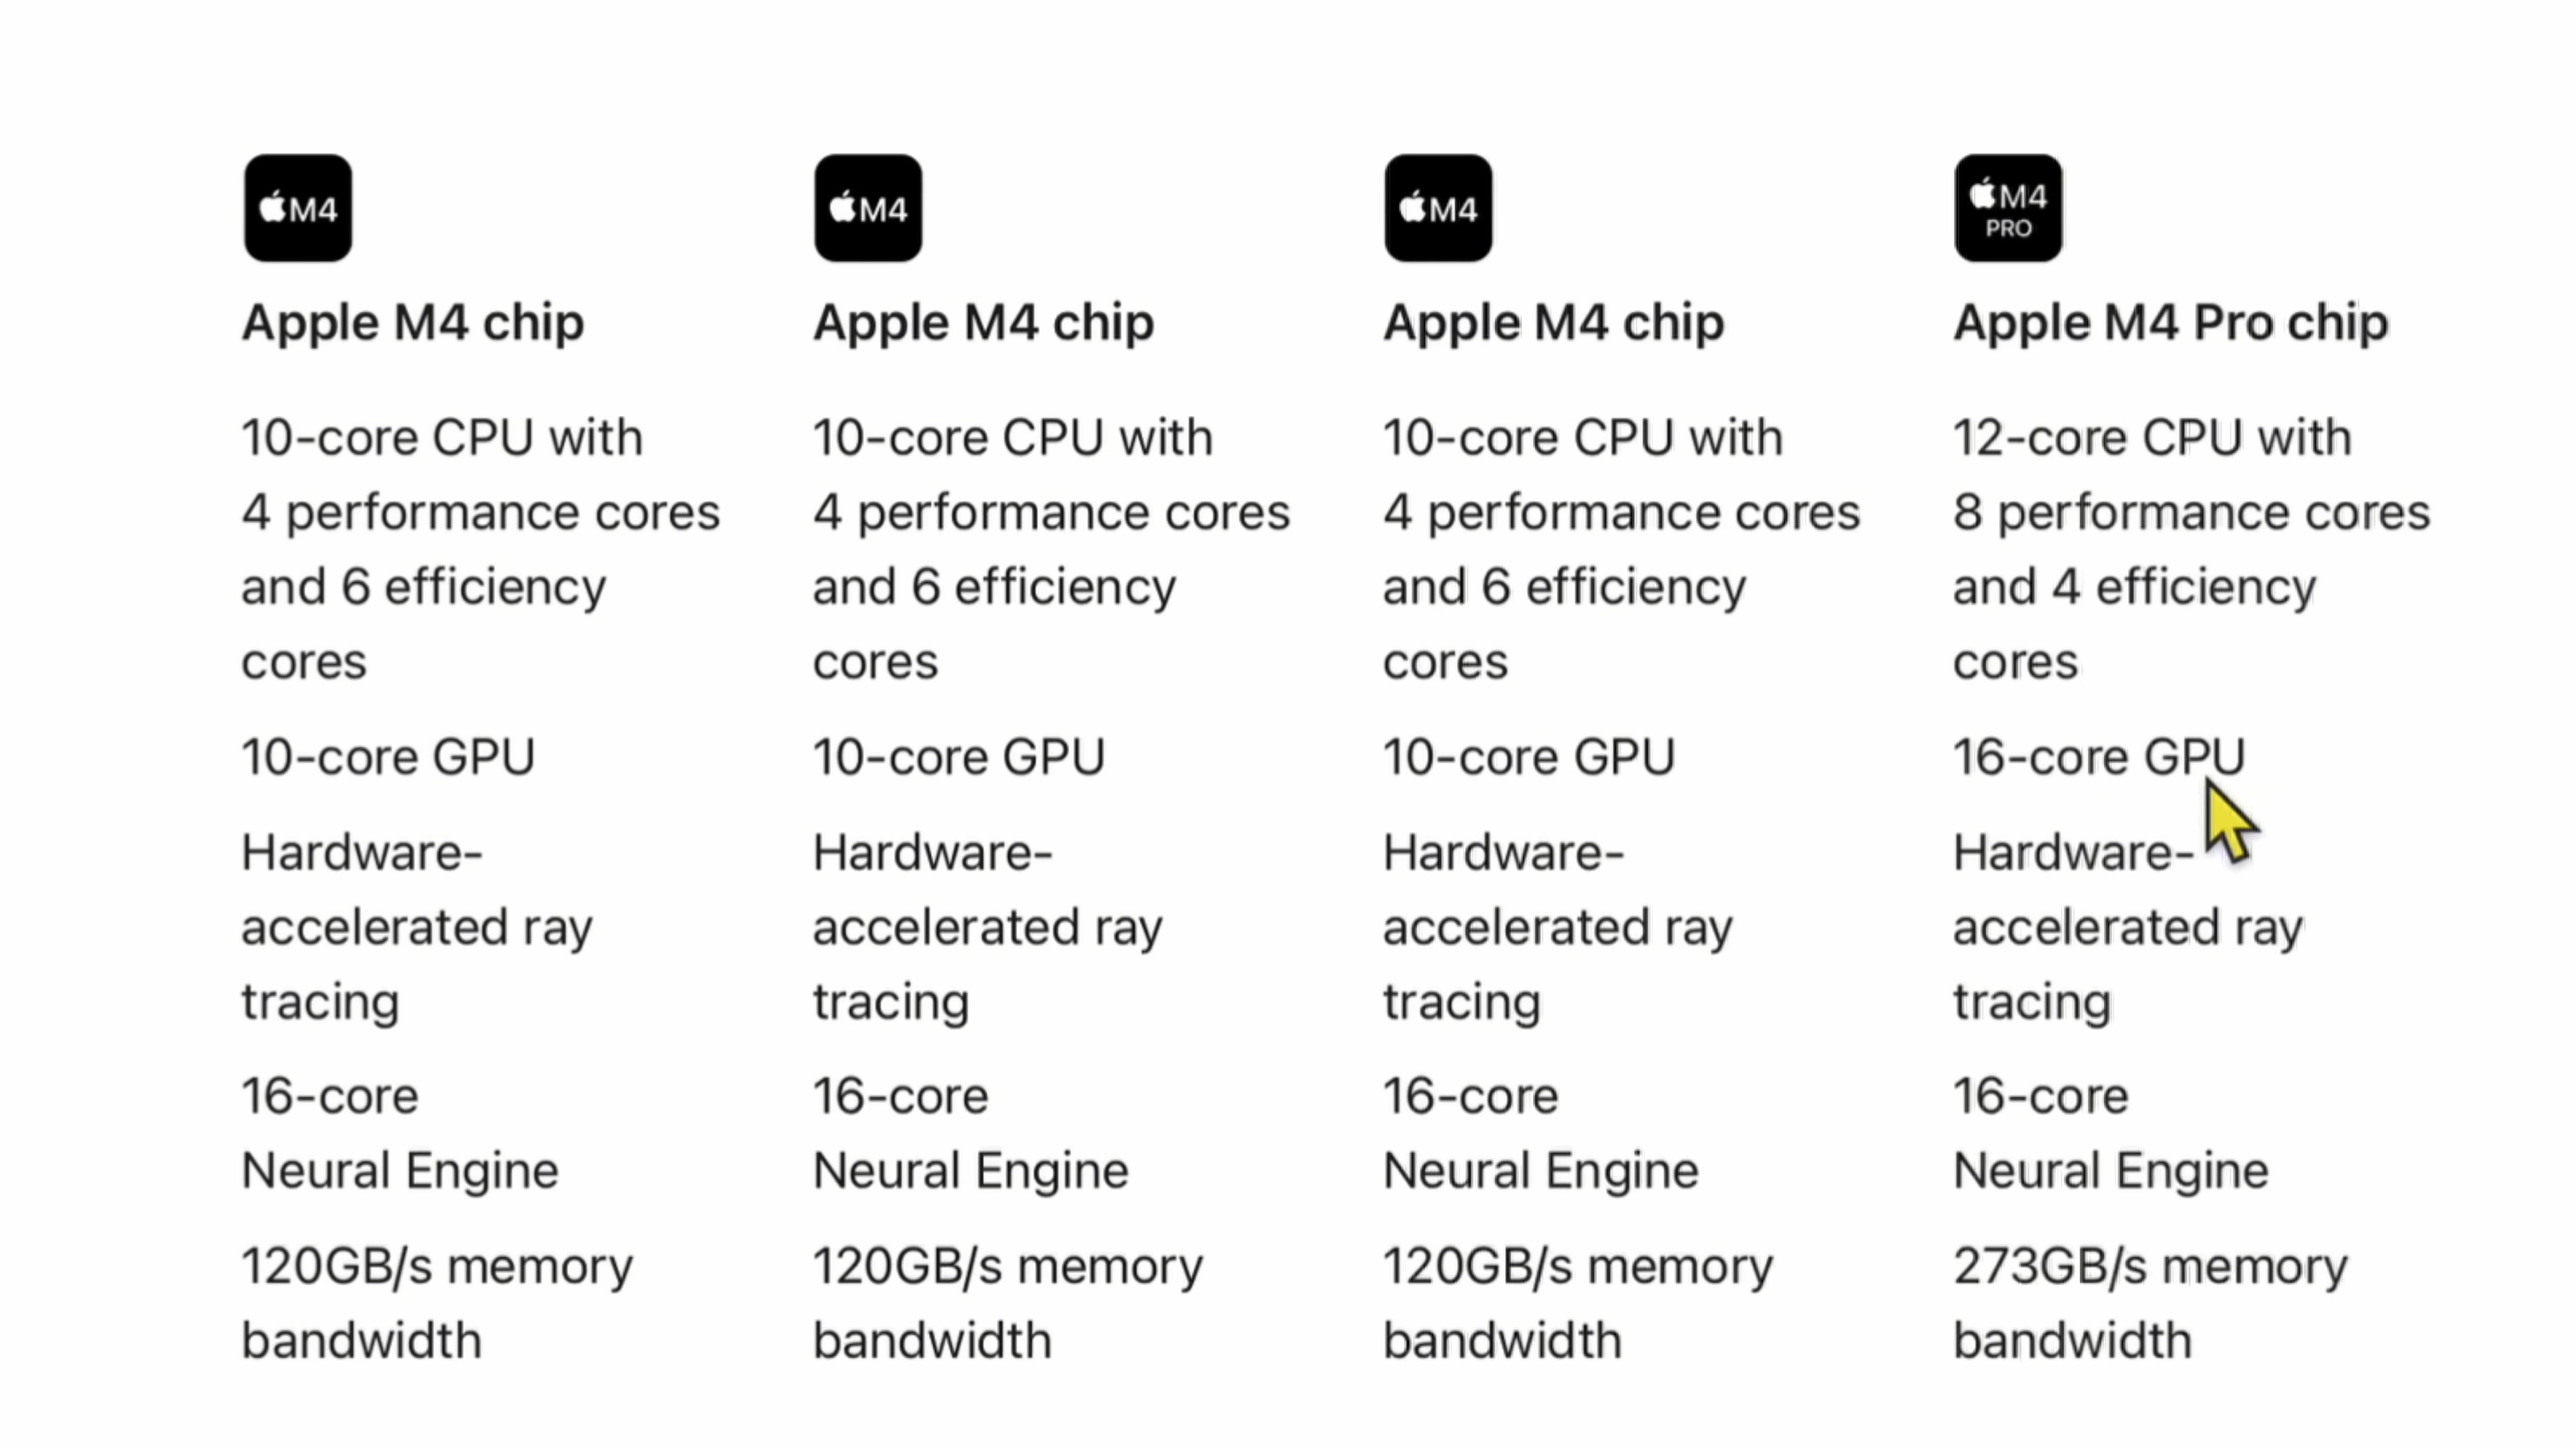 M4
Apple M4 chip
10-core CPU with
4 performance cores
and 6 efficiency
cores
10-core GPU
Hardware-
accelerated ray
tracing
16-core
Neural Engine
120GB/s memory
bandwidth
M4
Apple M4 chip
10-core CPU with
4 performance cores
and 6 efficiency
cores
10-core GPU
Hardware-
accelerated ray
tracing
16-core
Neural Engine
120GB/s memory
bandwidth
M4
Apple M4 chip
10-core CPU with
4 performance cores
and 6 efficiency
cores
10-core GPU
Hardware-
accelerated ray
tracing
16-core
Neural Engine
120GB/s memory
bandwidth
M4
PRO
Apple M4 Pro chip
12-core CPU with
8 performance cores
and 4 efficiency
cores
16-core GPU
Hardware-
accelerated ray
tracing
16-core
Neural Engine
273GB/s memory
bandwidth